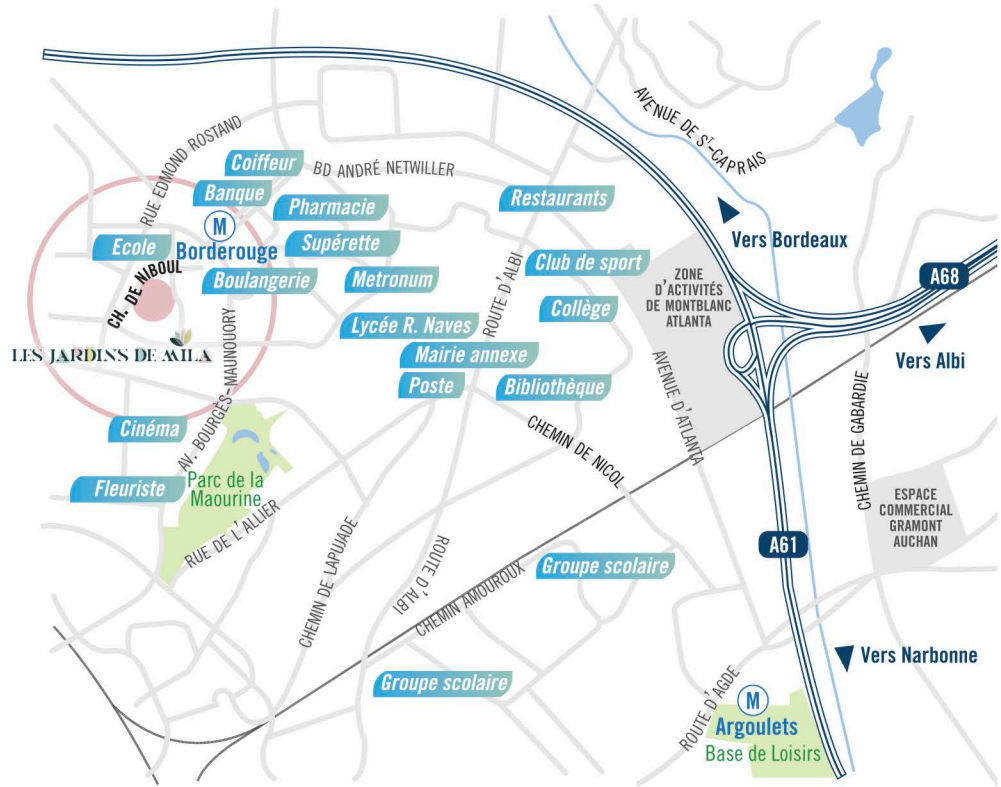 AVENUE DE Sᵀ-CAPRAIS
RUE EDMOND ROSTAND
Coiffeur
BD ANDRÉ NETWILLER
Banque
Pharmacie
Restaurants
M
Borderouge
Ecole
Supérette
Vers Bordeaux
Club de sport
Boulangerie
Metronum
ROUTE D'ALBI
ZONE
D'ACTIVITÉS
DE MONTBLANC
ATLANTA
A68
CH. DE NIBOUL
Collège
Lycée R. Naves
LES JARDINS DE MILA
Mairie annexe
Vers Albi
Poste
Bibliothèque
AV. BOURGÈS-MAUNOURY
AVENUE D'ATLANTA
CHEMIN DE GABARDIE
Cinéma
CHEMIN DE NICOL
Fleuriste
Parc de la
Maourine
RUE DE L'ALLIER
ESPACE
COMMERCIAL
GRAMONT
AUCHAN
A61
CHEMIN DE LAPUJADE
ROUTE D'ALBI
CHEMIN AMOUROUX
Groupe scolaire
Vers Narbonne
Groupe scolaire
ROUTE D'AGDE
M
Argoulets
Base de Loisirs